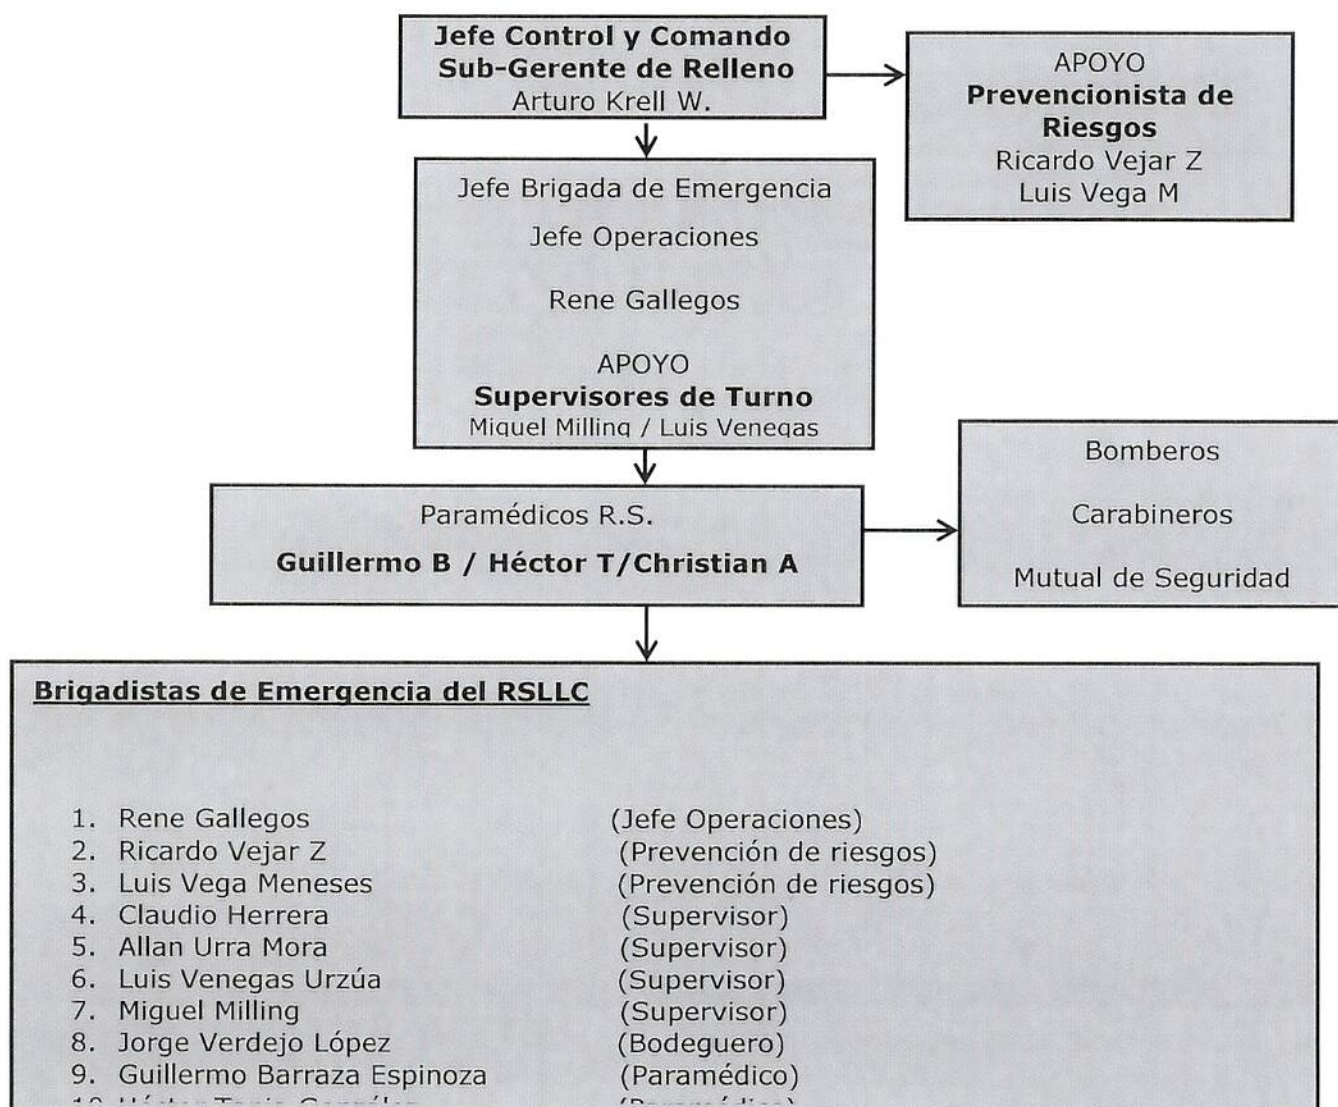 Jefe Control y Comando
Sub-Gerente de Relleno
Arturo Krell W.
APOYO
Prevencionista de
Riesgos
Ricardo Vejar Z
Luis Vega M
Jefe Brigada de Emergencia
Jefe Operaciones
Rene Gallegos
APOYO
Supervisores de Turno
Miguel Milling / Luis Venegas
Paramédicos R.S.
Guillermo B / Héctor T/Christian A
Bomberos
Carabineros
Mutual de Seguridad
Brigadistas de Emergencia del RSLLC
1. Rene Gallegos (Jefe Operaciones)
2. Ricardo Vejar Z (Prevención de riesgos)
3. Luis Vega Meneses (Prevención de riesgos)
4. Claudio Herrera (Supervisor)
5. Allan Urra Mora (Supervisor)
6. Luis Venegas Urzúa (Supervisor)
7. Miguel Milling (Supervisor)
8. Jorge Verdejo López (Bodeguero)
9. Guillermo Barraza Espinoza (Paramédico)